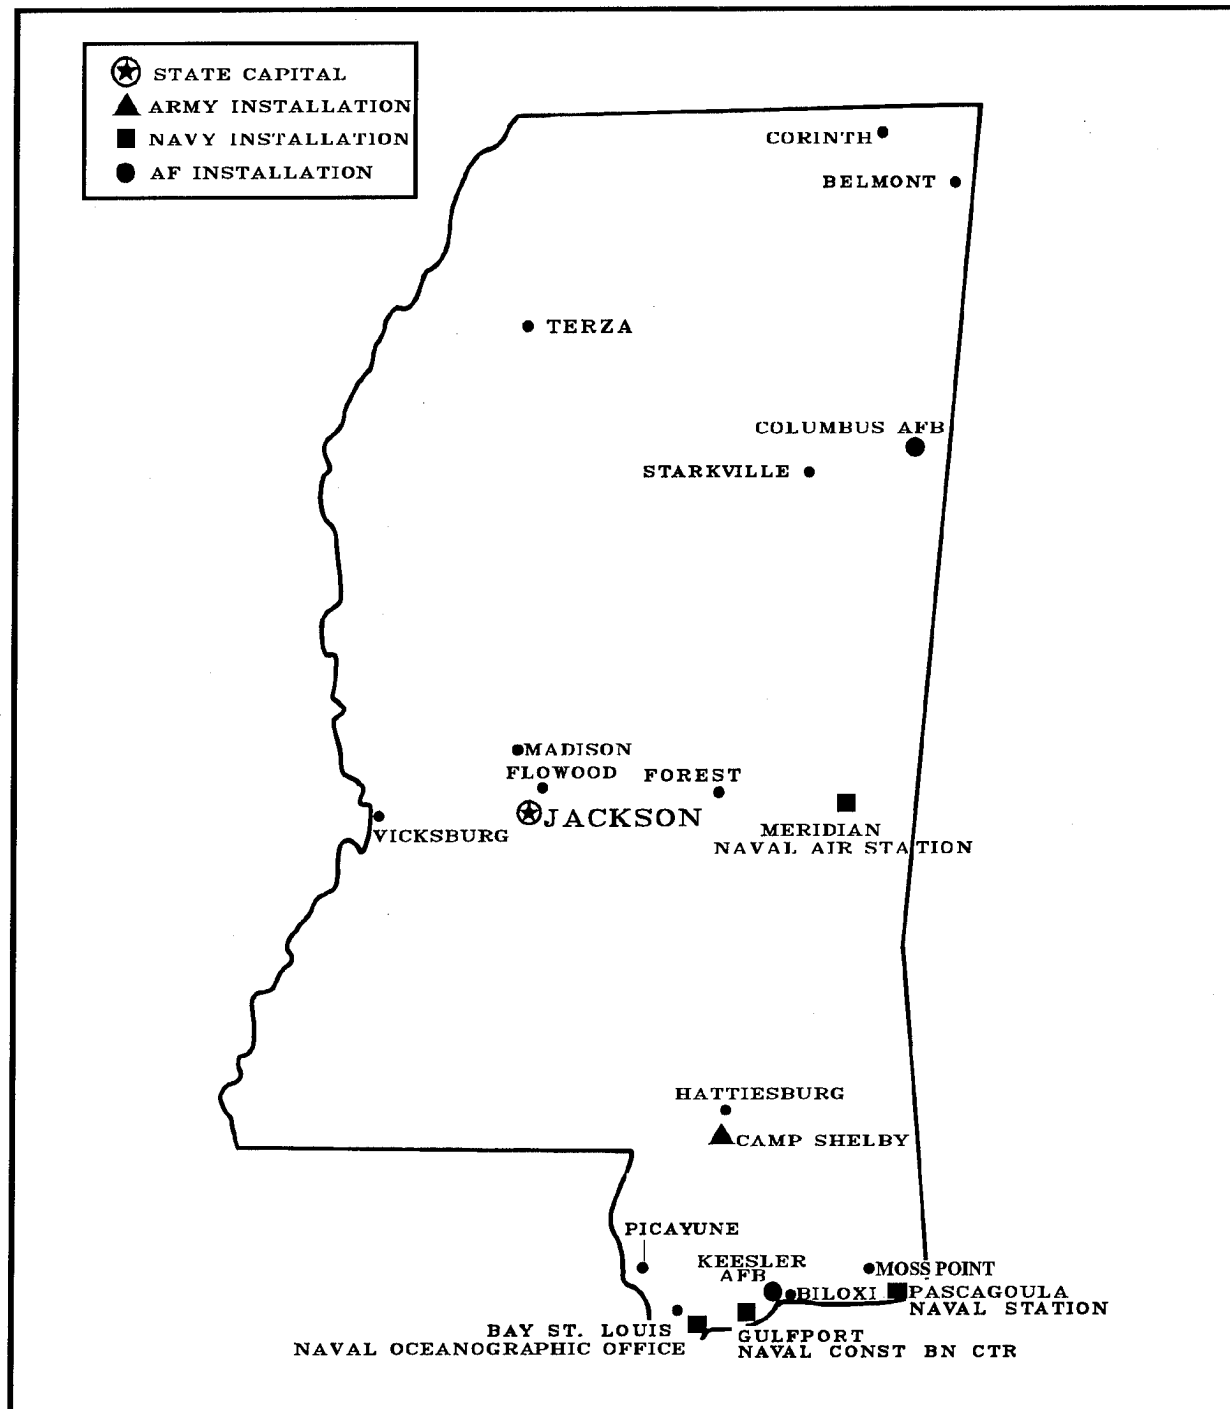 STATE CAPITAL
ARMY INSTALLATION
NAVY INSTALLATION
AF INSTALLATION
CORINTH
BELMONT
TERZA
COLUMBUS AFB
STARKVILLE
MADISON
FLOWOOD
FOREST
JACKSON
VICKSBURG
MERIDIAN
NAVAL AIR STATION
HATTIESBURG
CAMP SHELBY
PICAYUNE
KEESLER
AFB
MOSS POINT
BILOXI
PASCAGOULA
NAVAL STATION
BAY ST. LOUIS
NAVAL OCEANOGRAPHIC OFFICE
GULFPORT
NAVAL CONST BN CTR